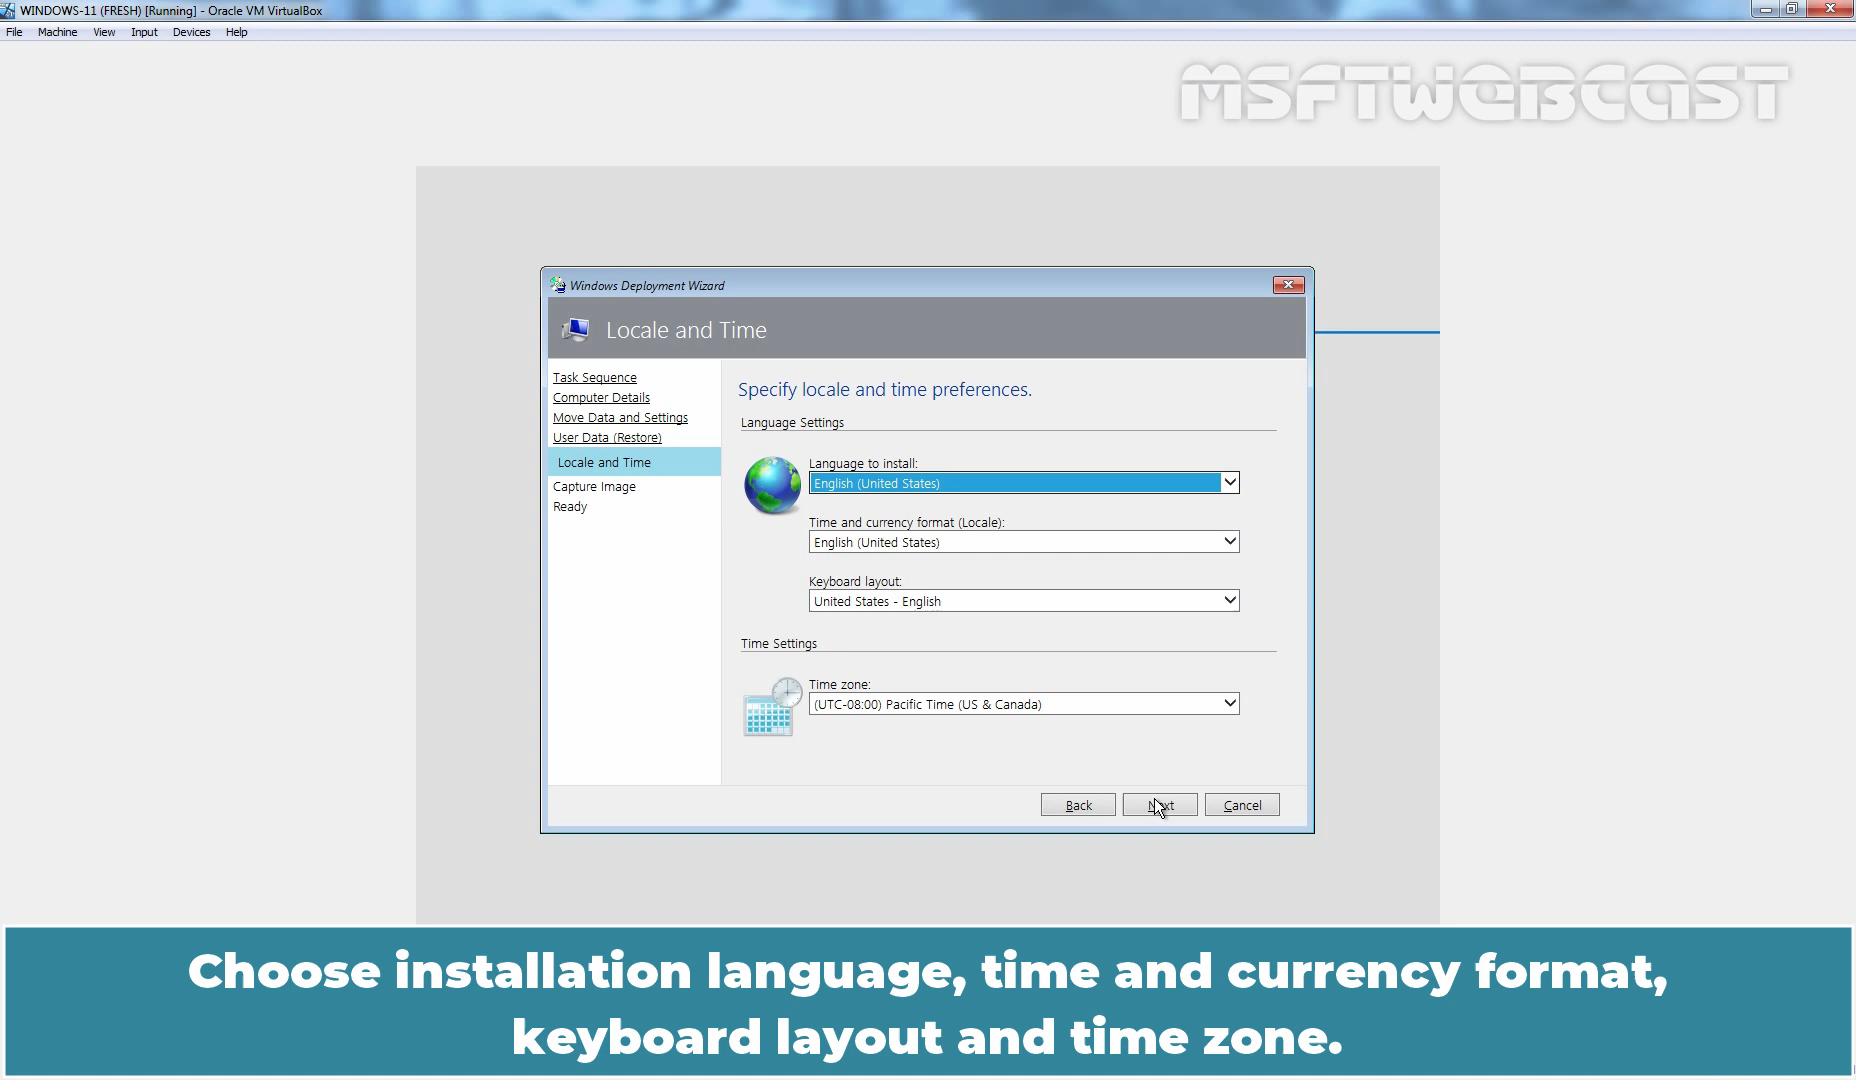 WINDOWS-11 (FRESH) [Running] - Oracle VM VirtualBox
File Machine View Input Devices Help
MSFTWEBCAST
Windows Deployment Wizard
Locale and Time
Task Sequence
Computer Details
Move Data and Settings
User Data (Restore)
Locale and Time
Capture Image
Ready
Specify locale and time preferences.
Language Settings
Language to install:
English (United States)
Time and currency format (Locale):
English (United States)
Keyboard layout:
United States - English
Time Settings
Time zone:
(UTC-08:00) Pacific Time (US & Canada)
Back Next Cancel
Choose installation language, time and currency format,
keyboard layout and time zone.